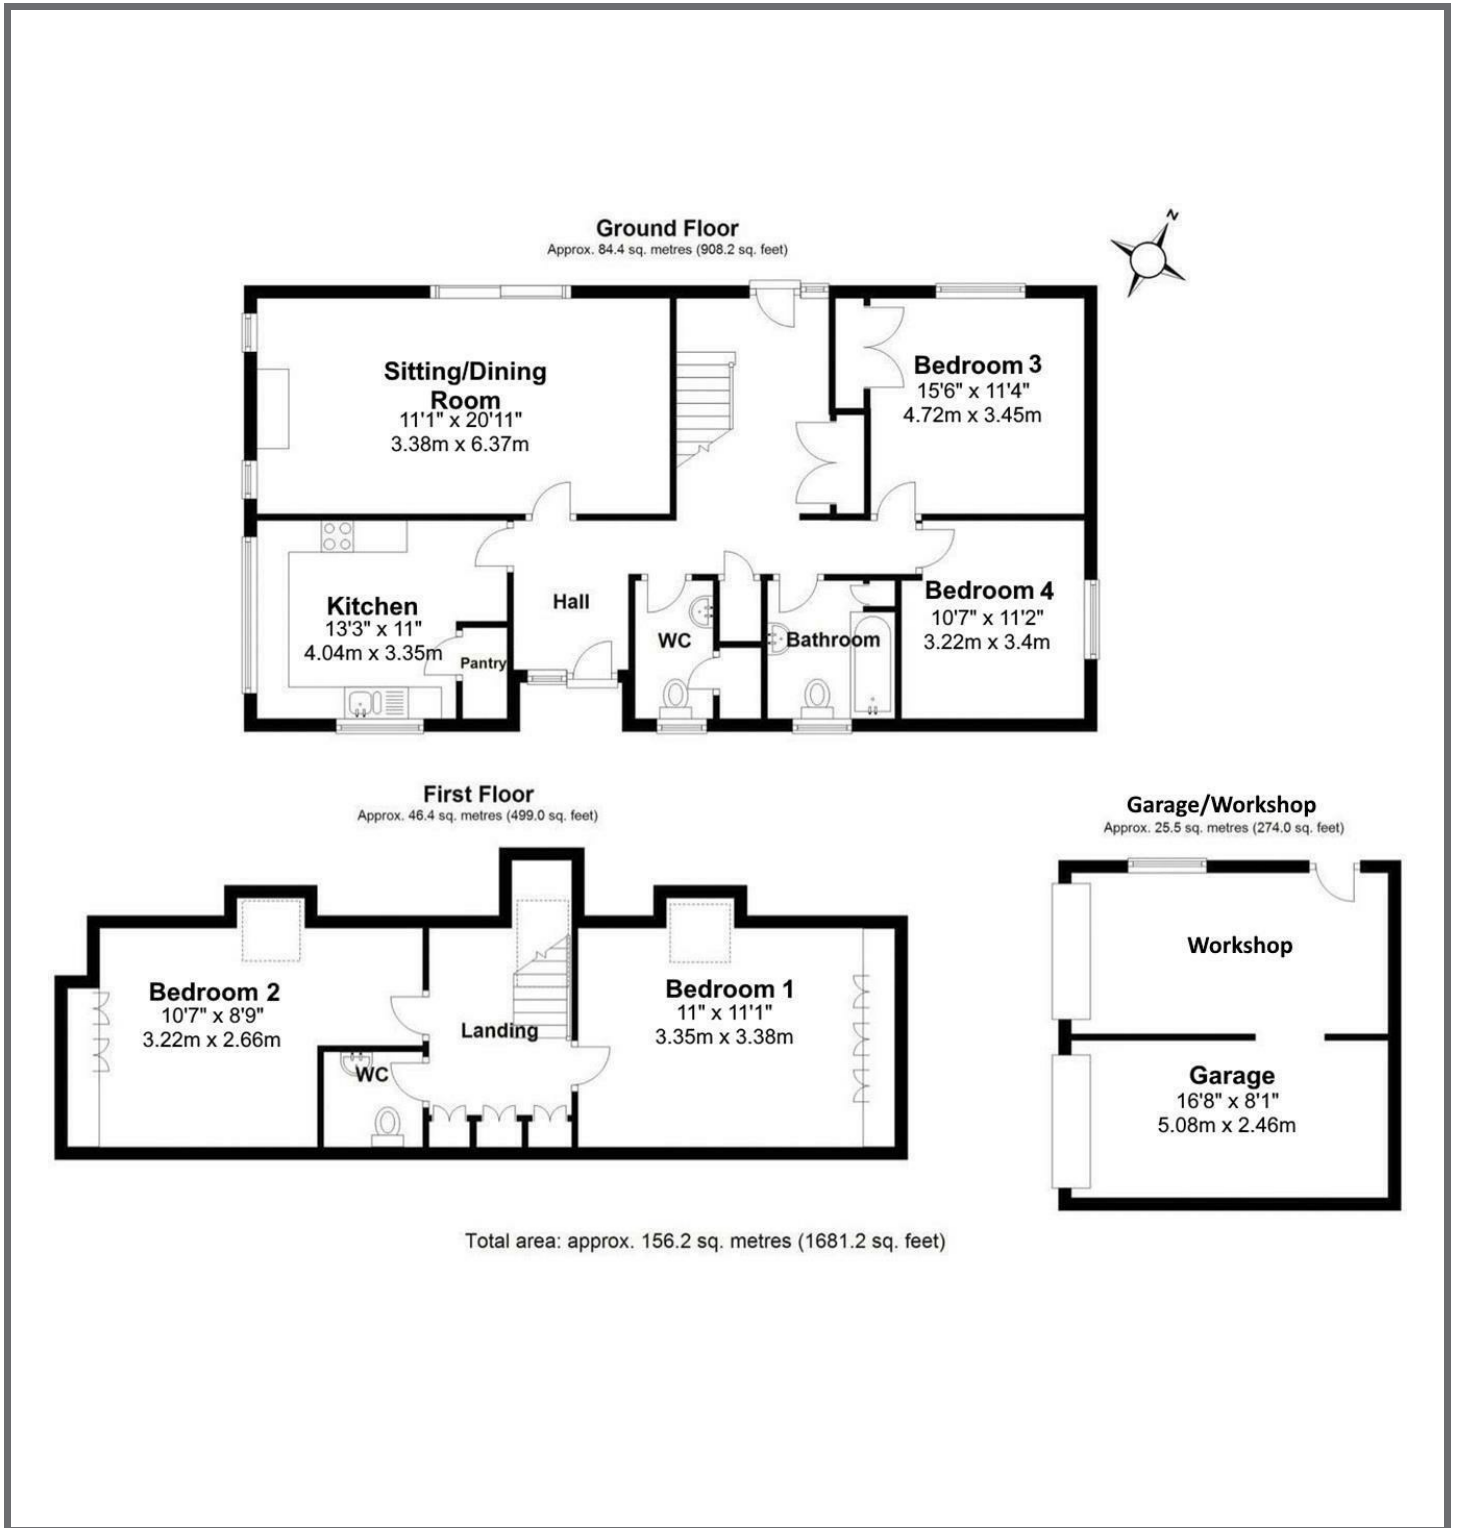 Ground Floor
Approx. 84.4 sq. metres (908.2 sq. feet)
N
Sitting/Dining
Room
11'1" x 20'11"
3.38m x 6.37m
Bedroom 3
15'6" x 11'4"
4.72m x 3.45m
Kitchen
13'3" x 11"
4.04m x 3.35m
Pantry
Hall
WC
Bathroom
Bedroom 4
10'7" x 11'2"
3.22m x 3.4m
First Floor
Approx. 46.4 sq. metres (499.0 sq. feet)
Bedroom 2
10'7" x 8'9"
3.22m x 2.66m
WC
Landing
Bedroom 1
11" x 11'1"
3.35m x 3.38m
Garage/Workshop
Approx. 25.5 sq. metres (274.0 sq. feet)
Workshop
Garage
16'8" x 8'1"
5.08m x 2.46m
Total area: approx. 156.2 sq. metres (1681.2 sq. feet)